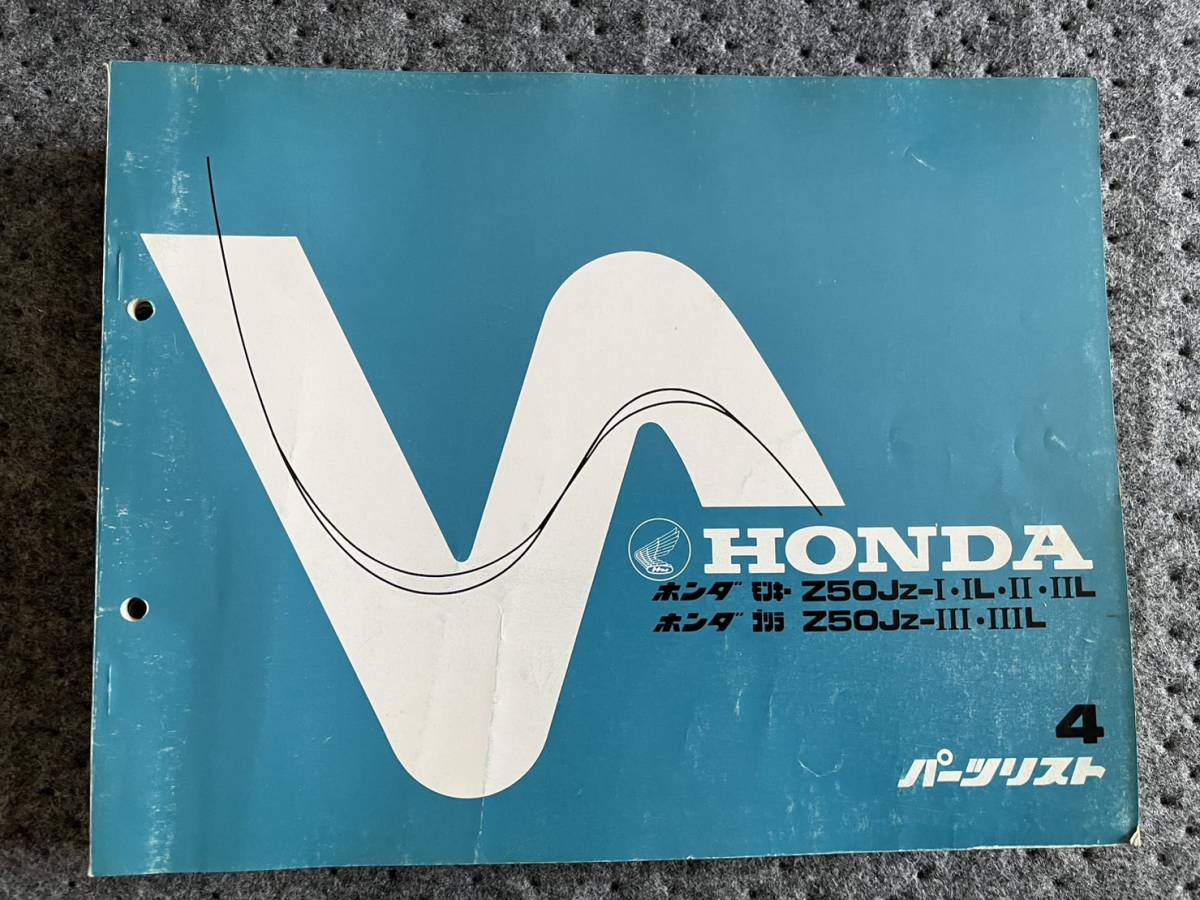 HONDA
ホンダ モンキー Z50JZ-I・IL・II・IIL
ホンダ ゴリラ Z50JZ-III・IIIL
4
パーツリスト